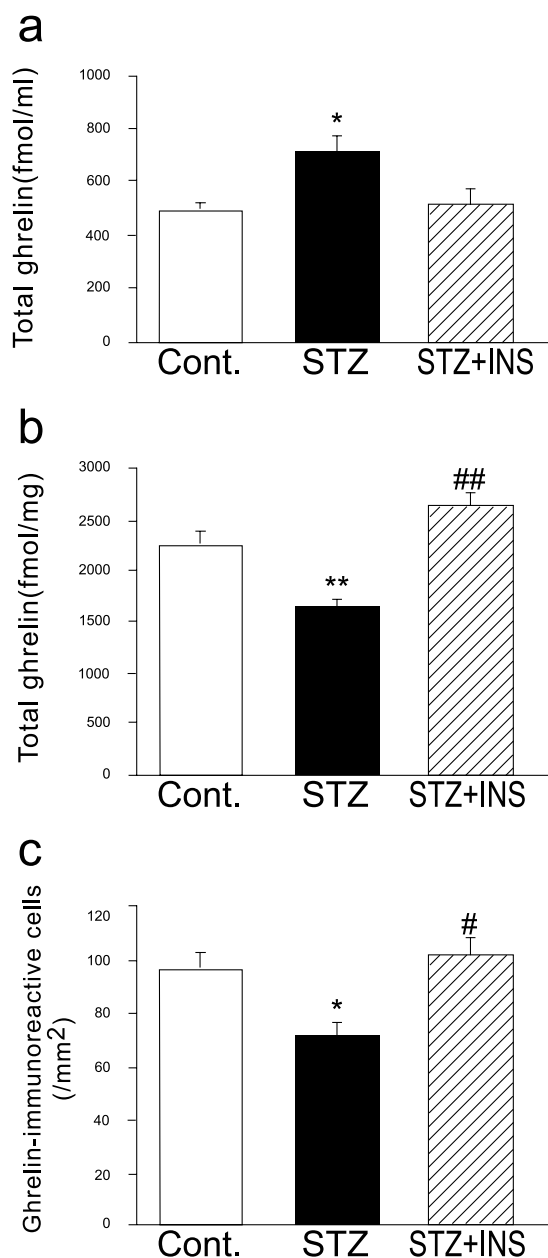 a
Total ghrelin(fmol/ml)
1000
800
600
400
200
0
*
Cont. STZ STZ+INS
b
Total ghrelin(fmol/mg)
3000
2500
2000
1500
1000
500
0
**
##
Cont. STZ STZ+INS
c
Ghrelin-immunoreactive cells
(/mm2)
120
100
80
60
40
20
0
*
#
Cont. STZ STZ+INS